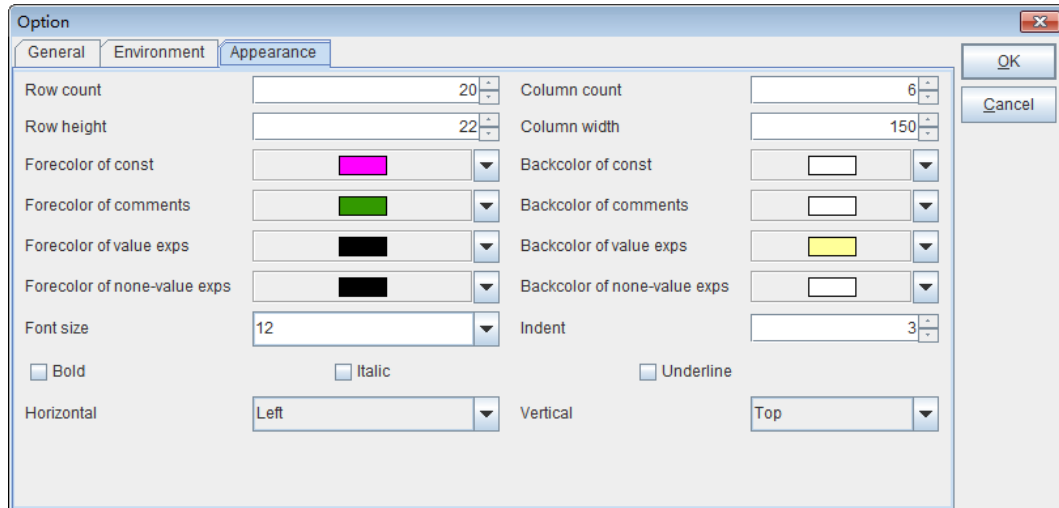 Option
General Environment Appearance
OK
Cancel
Row count 20 Column count 6
Row height 22 Column width 150
Forecolor of const Backcolor of const
Forecolor of comments Backcolor of comments
Forecolor of value exps Backcolor of value exps
Forecolor of none-value exps Backcolor of none-value exps
Font size 12 Indent 3
Bold Italic Underline
Horizontal Left Vertical Top